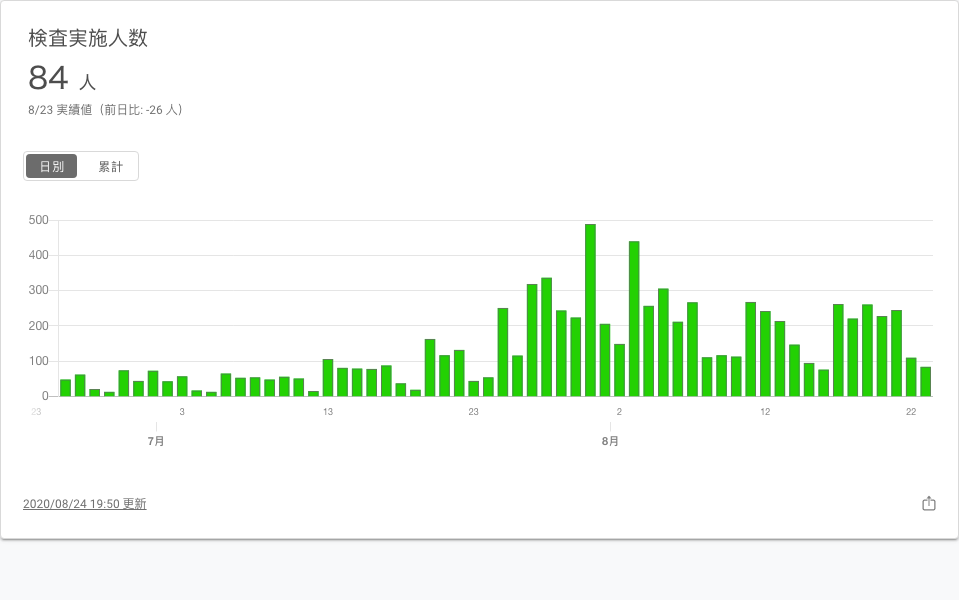 検査実施人数
84 人
8/23 実績値（前日比: -26 人）
日別 累計
500
400
300
200
100
0
23 3 13 23 2 12 22
7月 8月
2020/08/24 19:50 更新